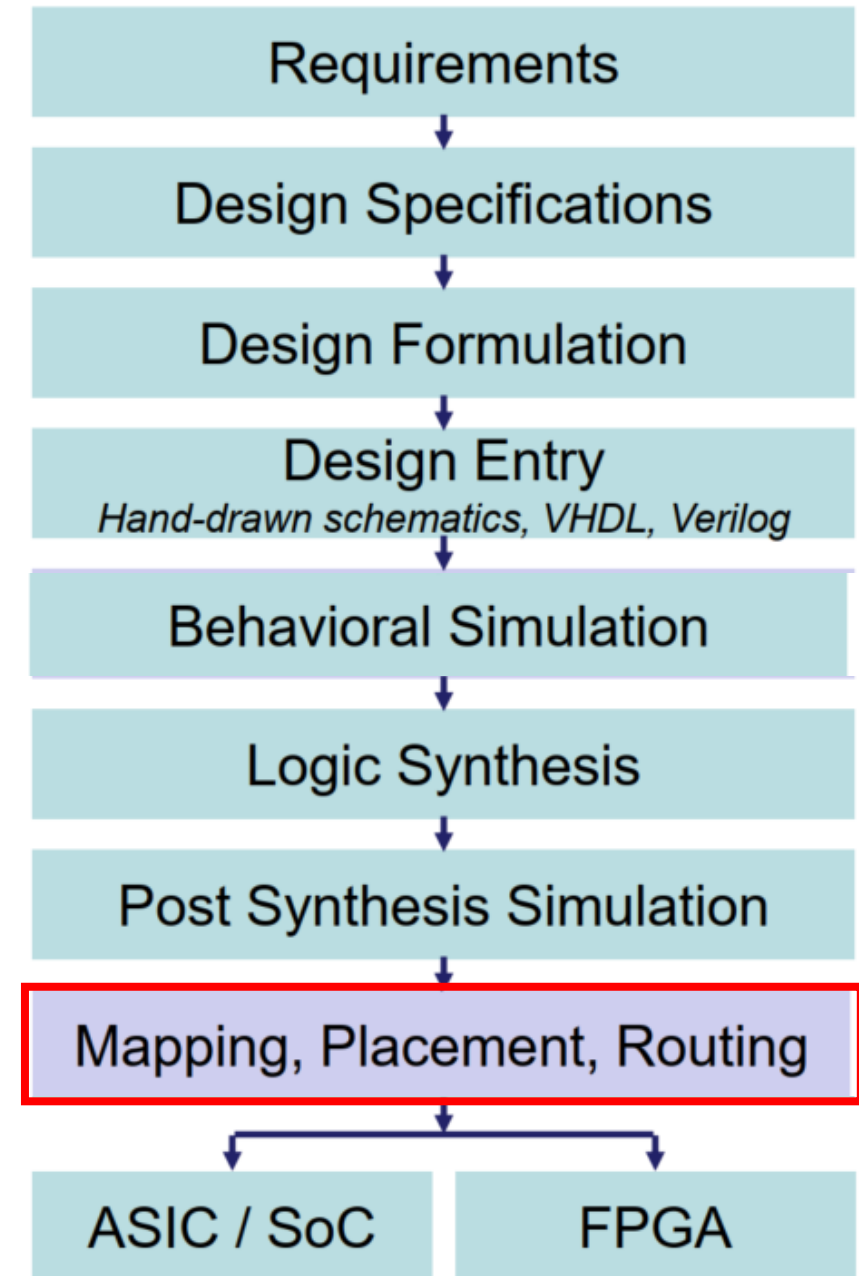 Requirements
Design Specifications
Design Formulation
Design Entry
Hand-drawn schematics, VHDL, Verilog
Behavioral Simulation
Logic Synthesis
Post Synthesis Simulation
Mapping, Placement, Routing
ASIC / SoC
FPGA